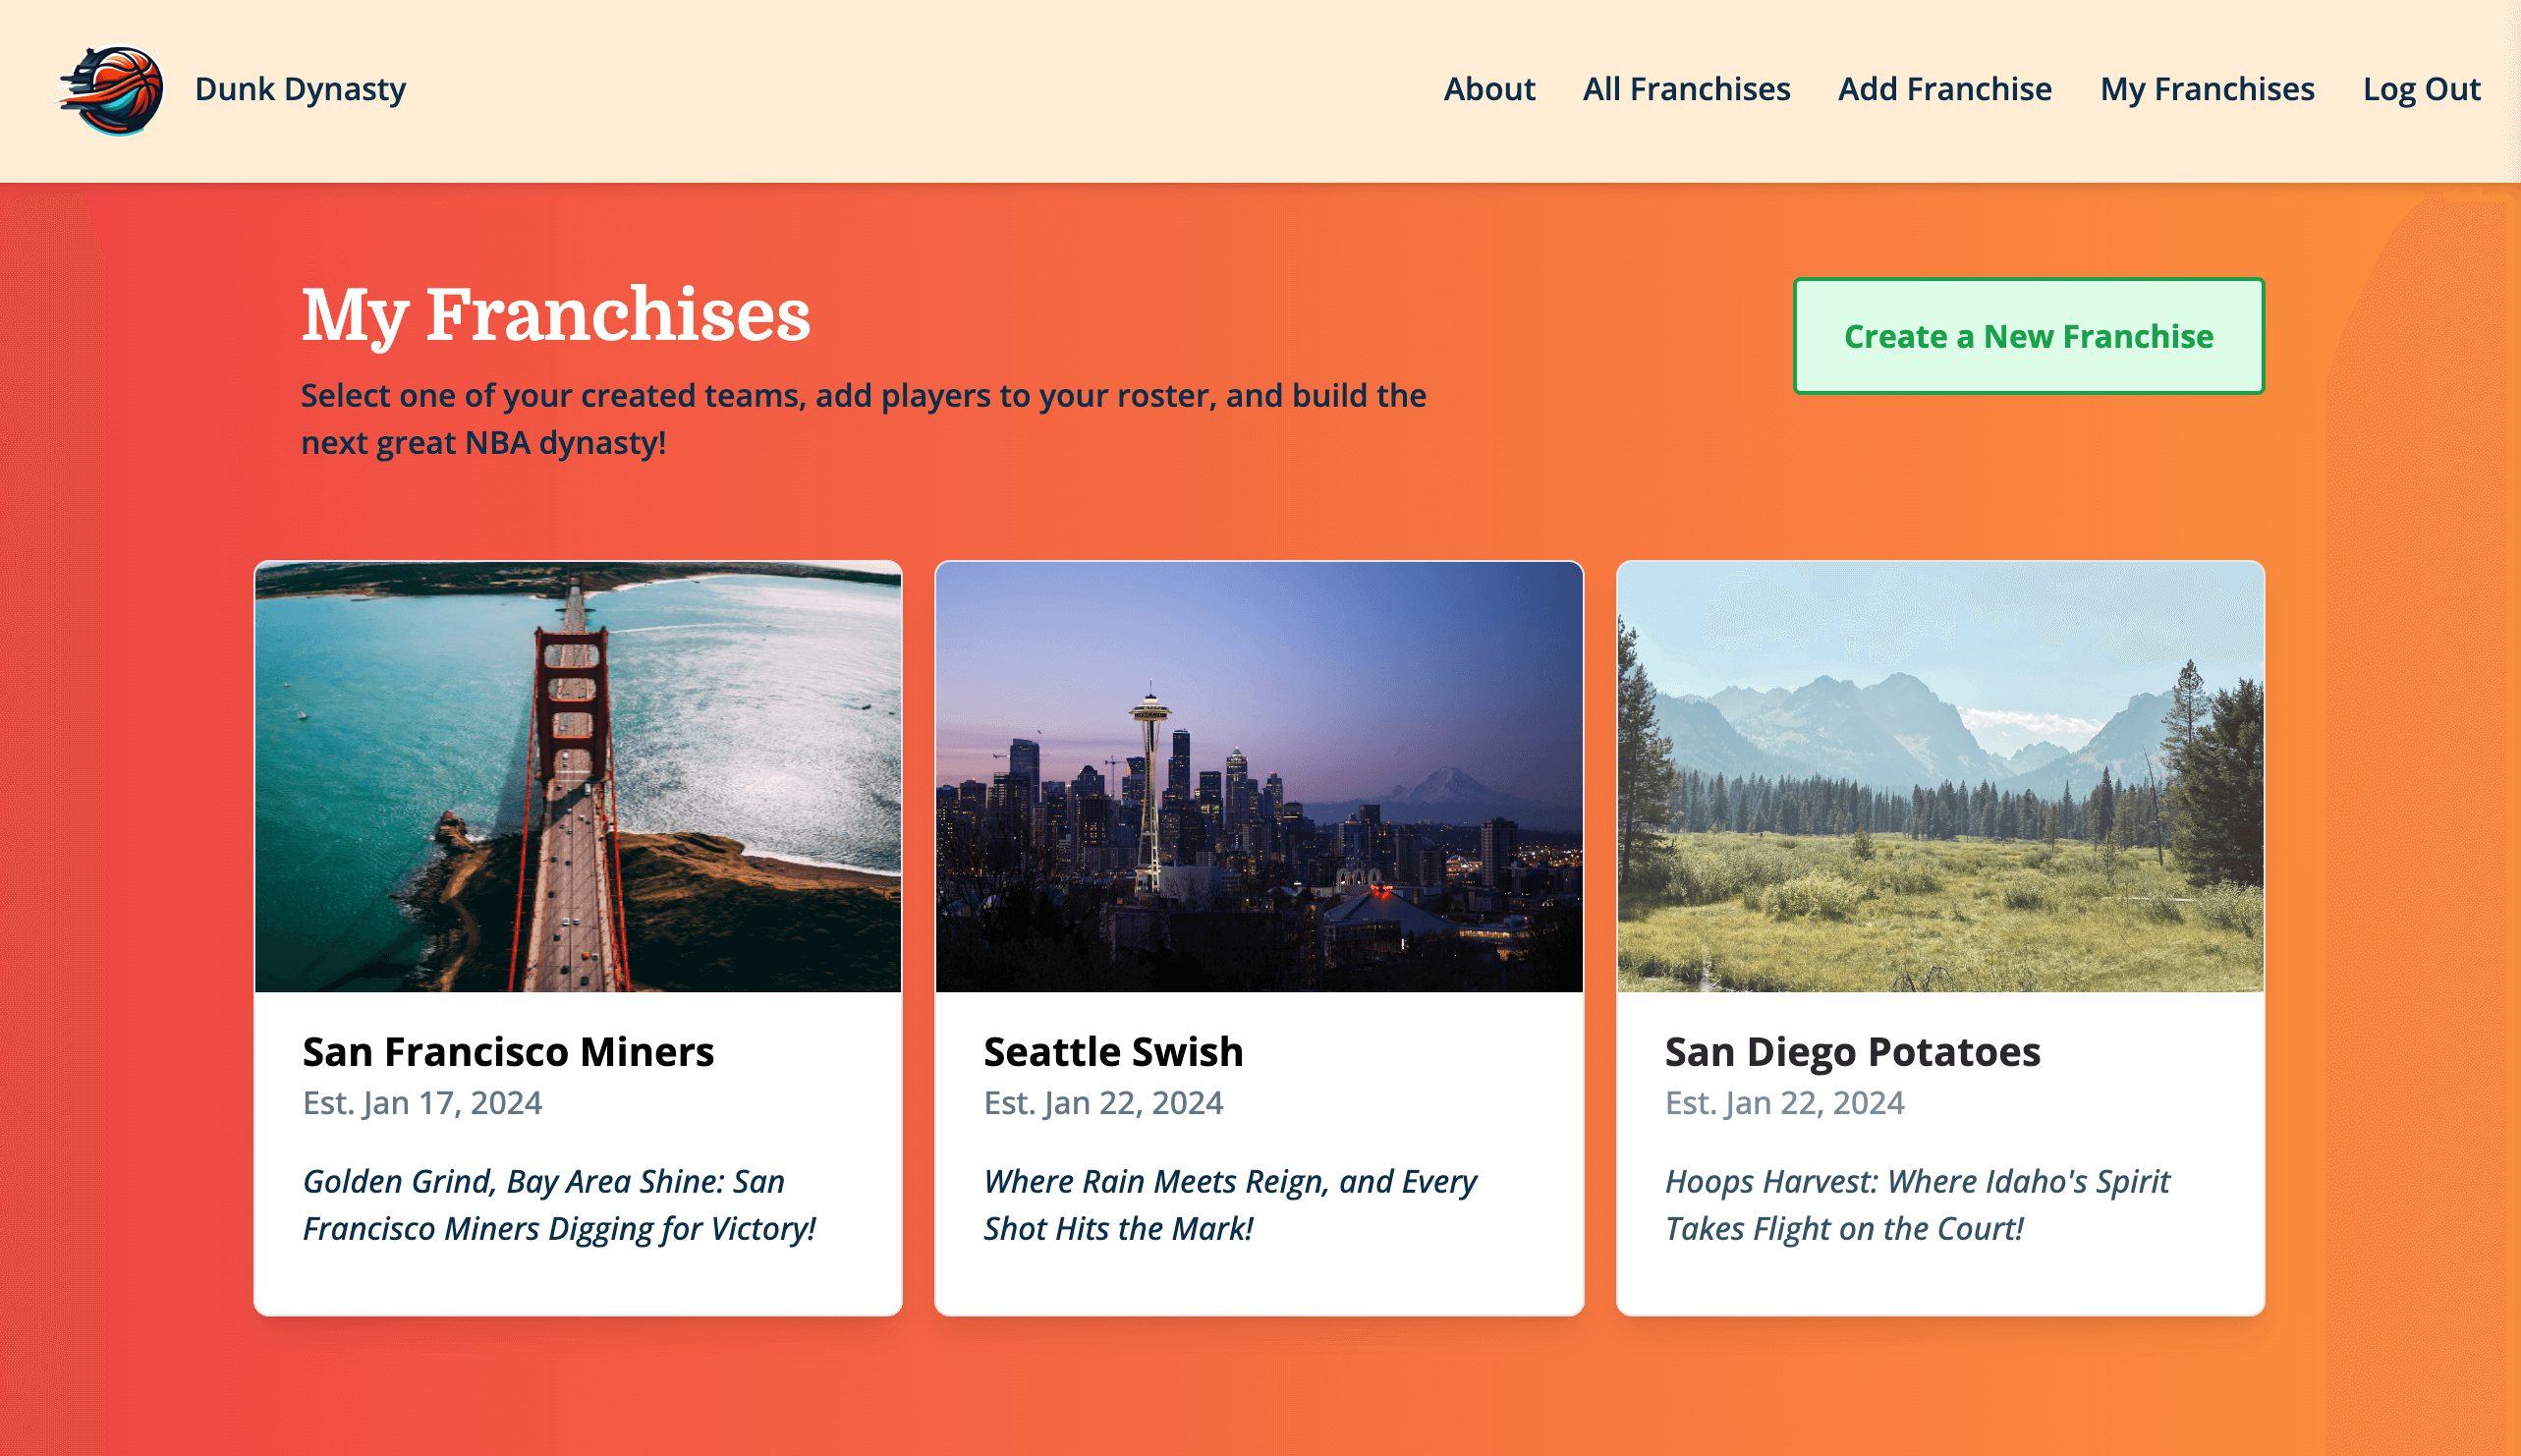 Dunk Dynasty
About
All Franchises
Add Franchise
My Franchises
Log Out
My Franchises
Select one of your created teams, add players to your roster, and build the
next great NBA dynasty!
Create a New Franchise
San Francisco Miners
Est. Jan 17, 2024
Golden Grind, Bay Area Shine: San
Francisco Miners Digging for Victory!
Seattle Swish
Est. Jan 22, 2024
Where Rain Meets Reign, and Every
Shot Hits the Mark!
San Diego Potatoes
Est. Jan 22, 2024
Hoops Harvest: Where Idaho's Spirit
Takes Flight on the Court!